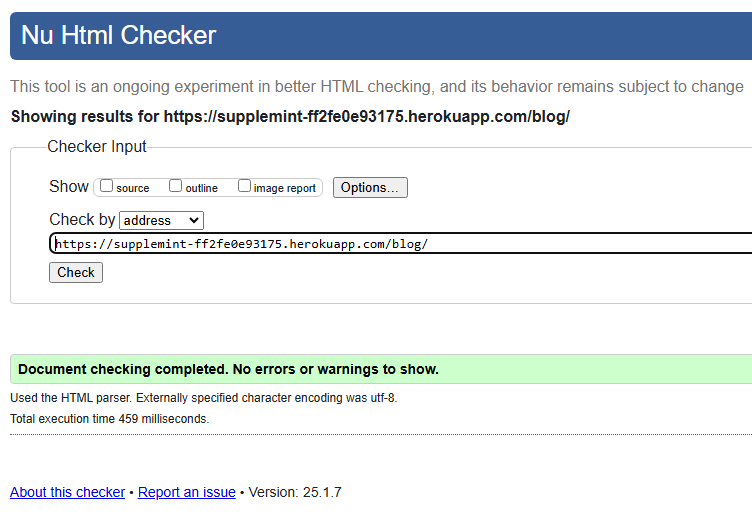 Nu Html Checker
This tool is an ongoing experiment in better HTML checking, and its behavior remains subject to change
Showing results for https://supplemint-ff2fe0e93175.herokuapp.com/blog/
Checker Input
Show source outline image report Options...
Check by address
https://supplemint-ff2fe0e93175.herokuapp.com/blog/
Check
Document checking completed. No errors or warnings to show.
Used the HTML parser. Externally specified character encoding was utf-8.
Total execution time 459 milliseconds.
About this checker • Report an issue • Version: 25.1.7